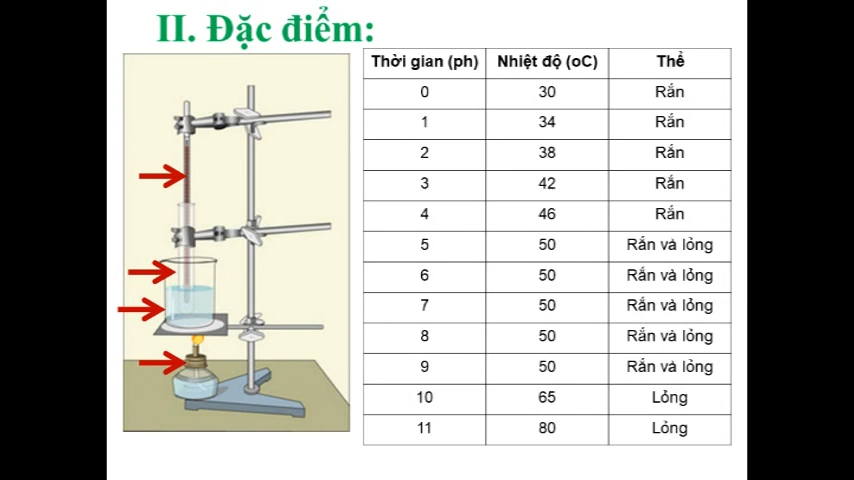 II. Đặc điểm:
Thời gian (ph) Nhiệt độ (oC) Thể
0 30 Rắn
1 34 Rắn
2 38 Rắn
3 42 Rắn
4 46 Rắn
5 50 Rắn và lỏng
6 50 Rắn và lỏng
7 50 Rắn và lỏng
8 50 Rắn và lỏng
9 50 Rắn và lỏng
10 65 Lỏng
11 80 Lỏng